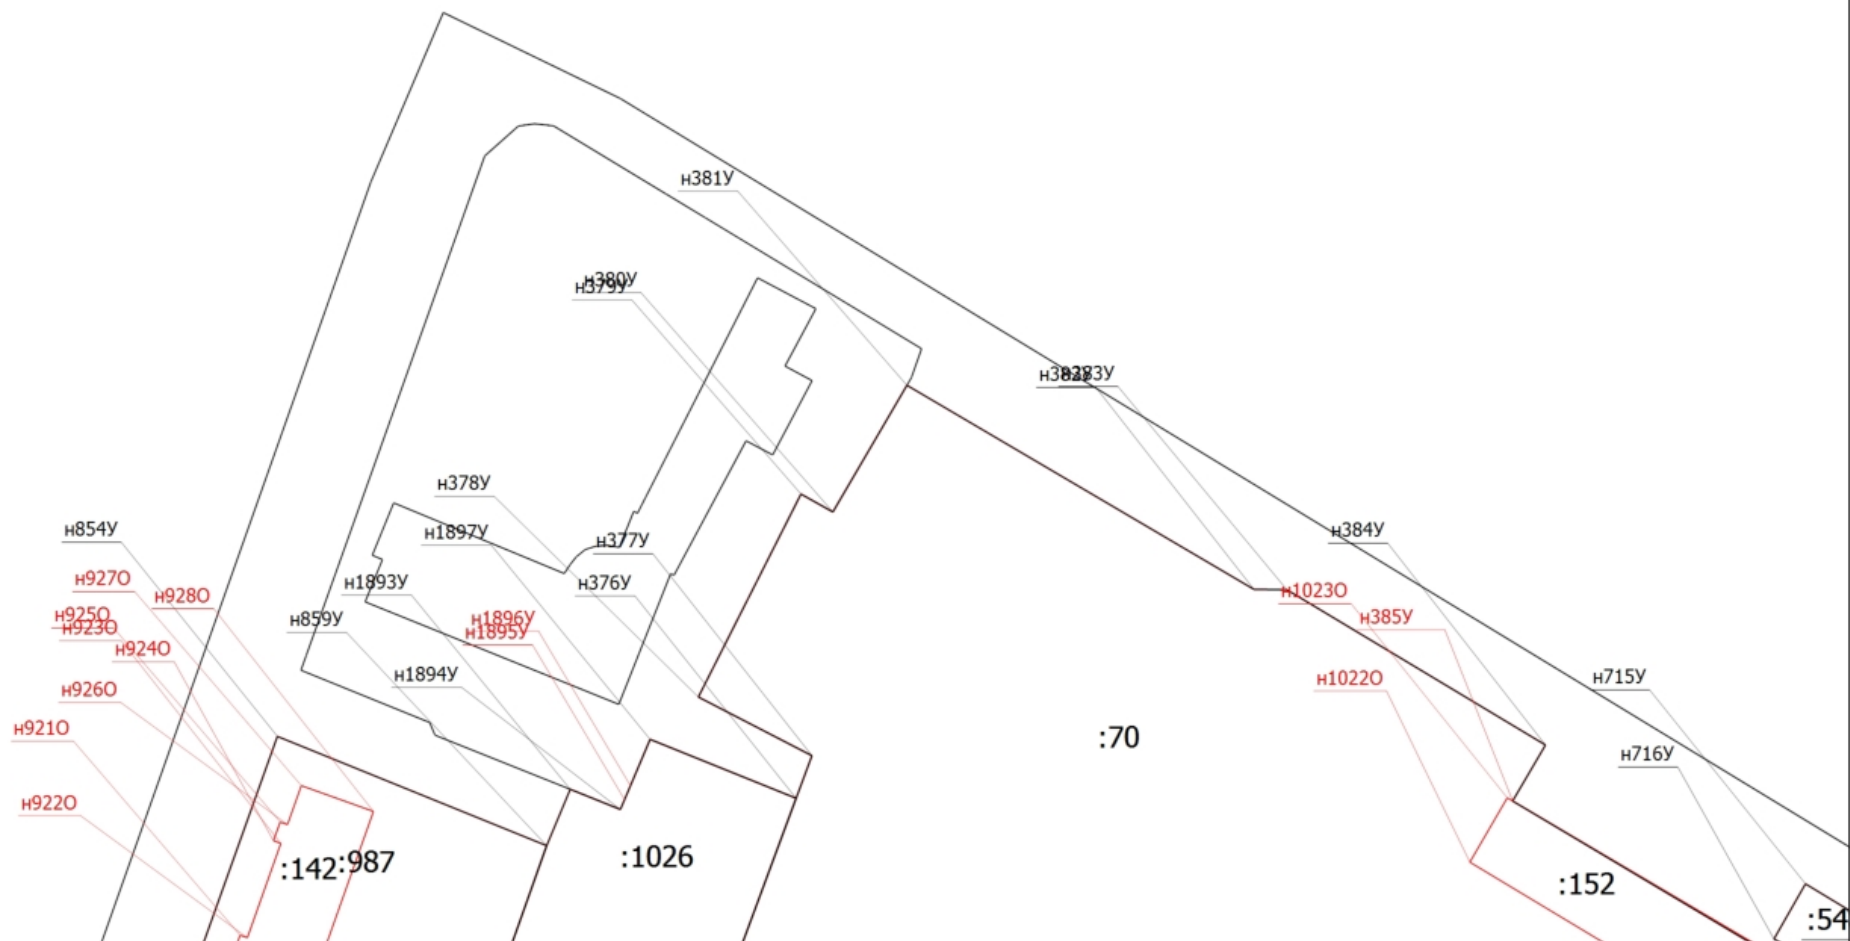 н381У
н380У
н379У
н383У
н378У
н1897У
н377У
н384У
н854У
н927О
н928О
н1893У
н376У
н1023О
н925О
н923О
н859У
н1896У
н1895У
н385У
н924О
н926О
н1894У
н1022О
н715У
н921О
:70
н716У
н922О
:142
:987
:1026
:152
:54